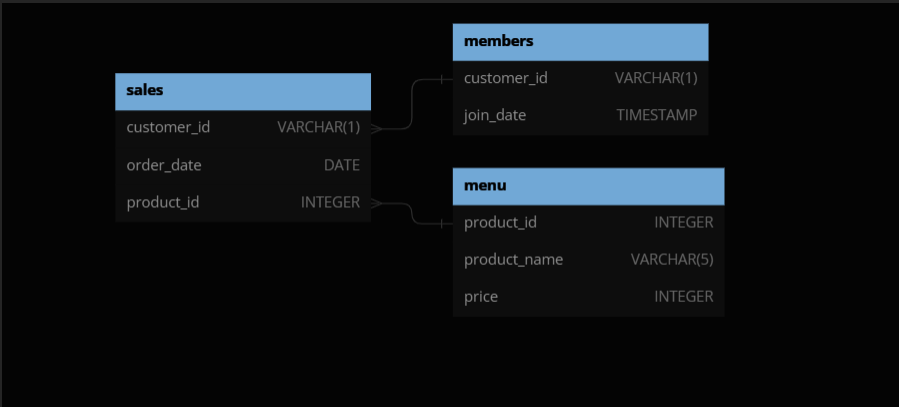 sales
customer_id VARCHAR(1)
order_date DATE
product_id INTEGER
members
customer_id VARCHAR(1)
join_date TIMESTAMP
menu
product_id INTEGER
product_name VARCHAR(5)
price INTEGER